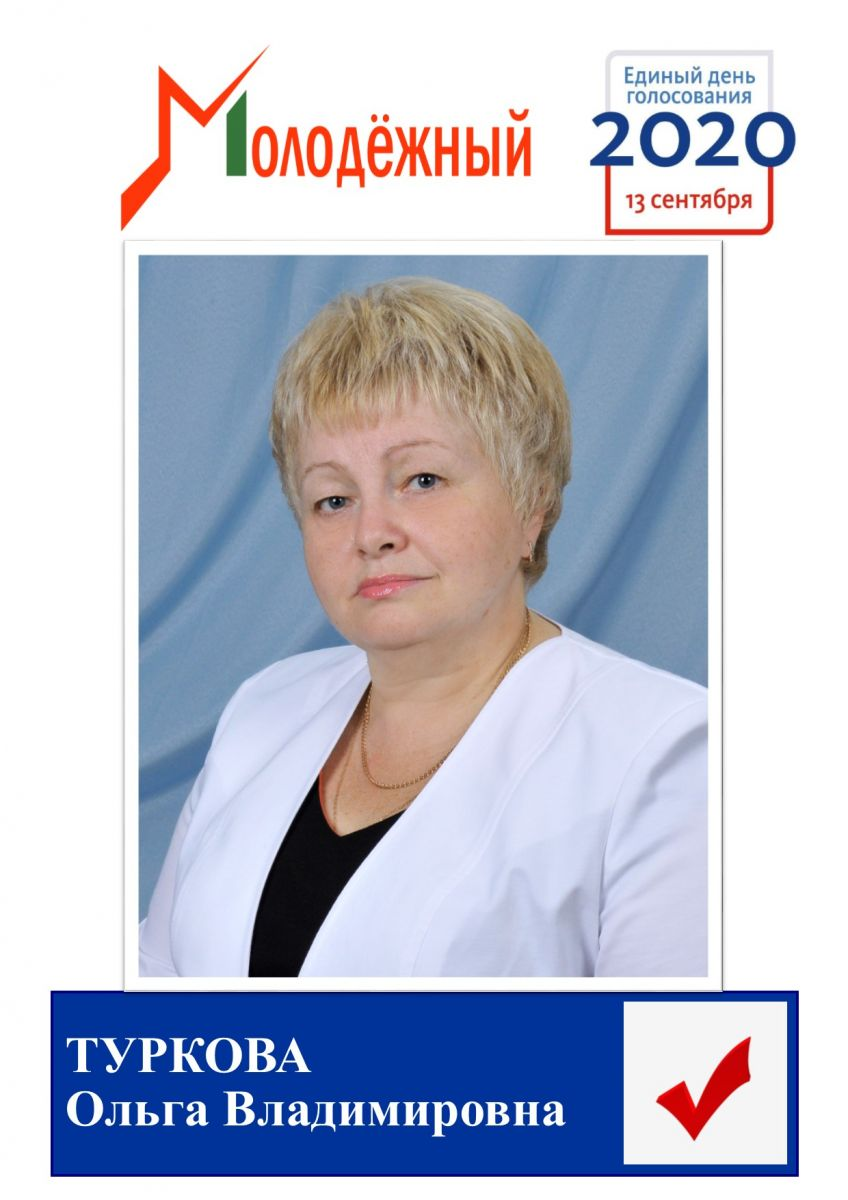 Молодёжный
Единый день
голосования
2020
13 сентября
ТУРКОВА
Ольга Владимировна